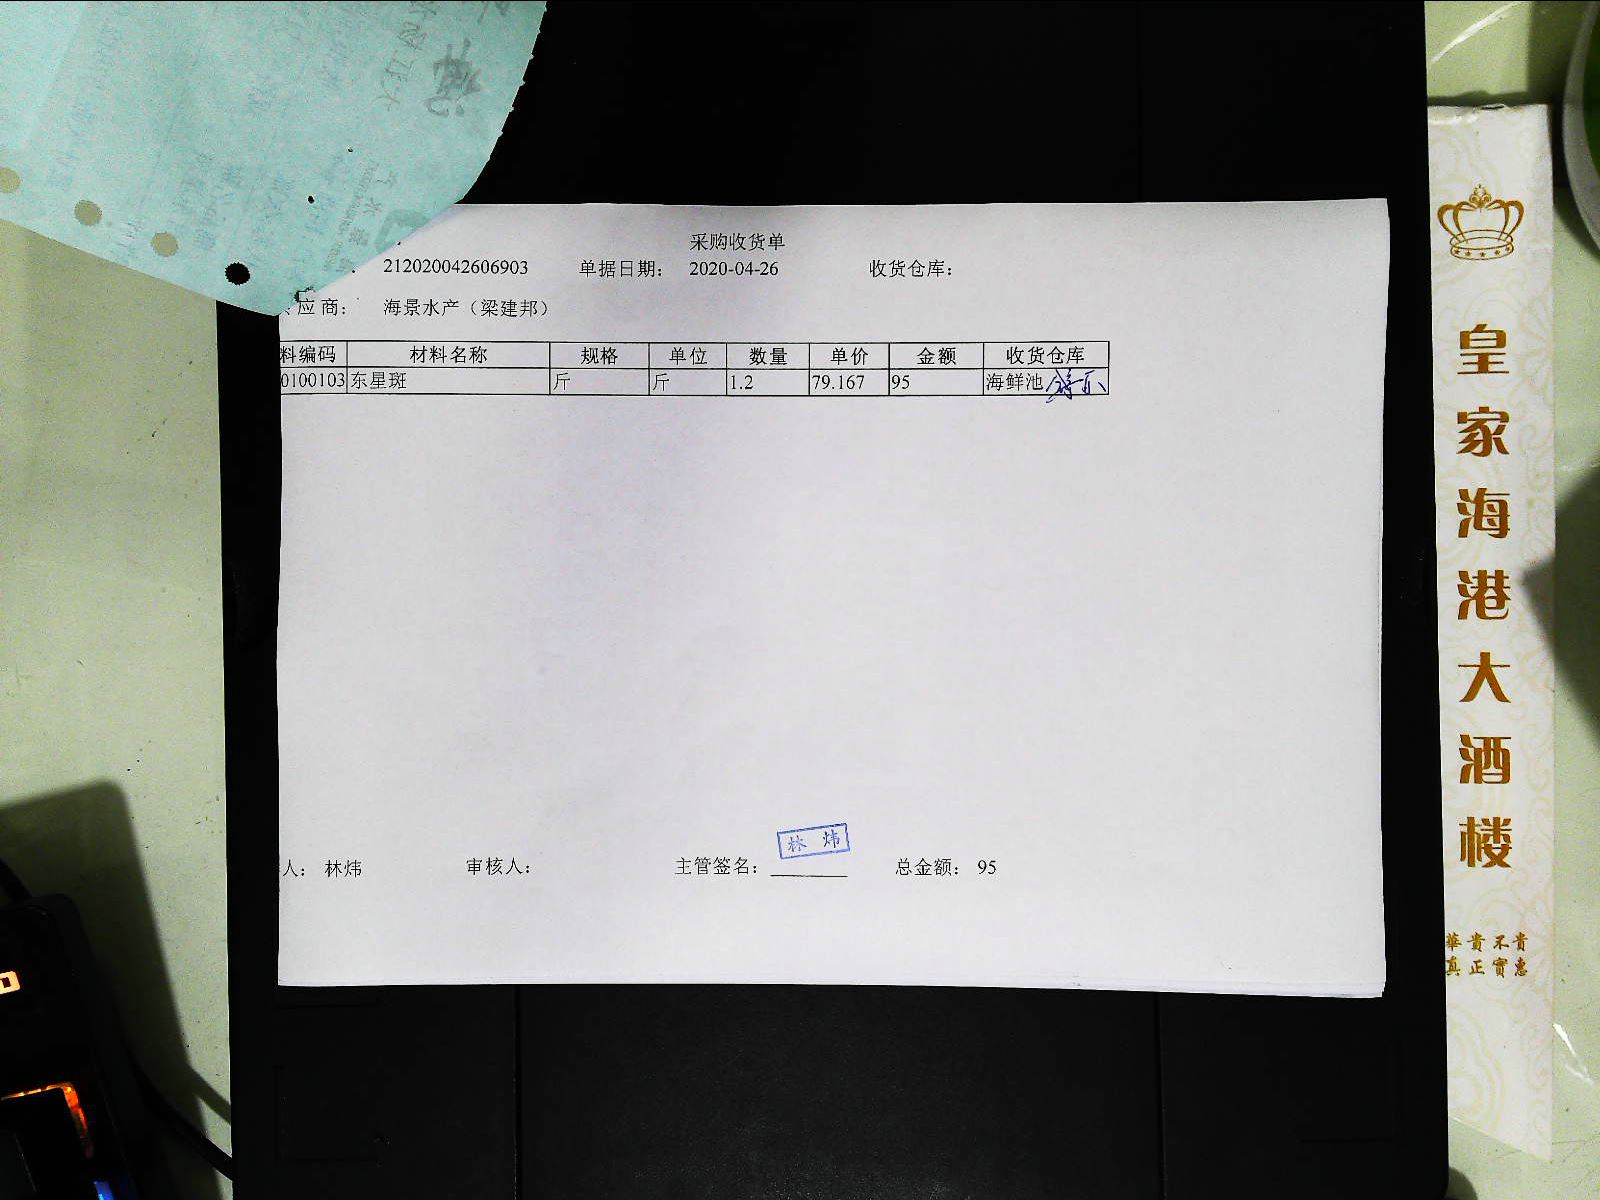 采购收货单
212020042606903 单据日期: 2020-04-26 收货仓库:
应商: 海景水产（梁建邦）
料编码 材料名称 规格 单位 数量 单价 金额 收货仓库
0100103 东星斑 斤 斤 1.2 79.167 95 海鲜池
林 炜
人: 林炜 审核人: 主管签名: 总金额: 95
皇家海港大酒楼
華貴不貴
真正實惠